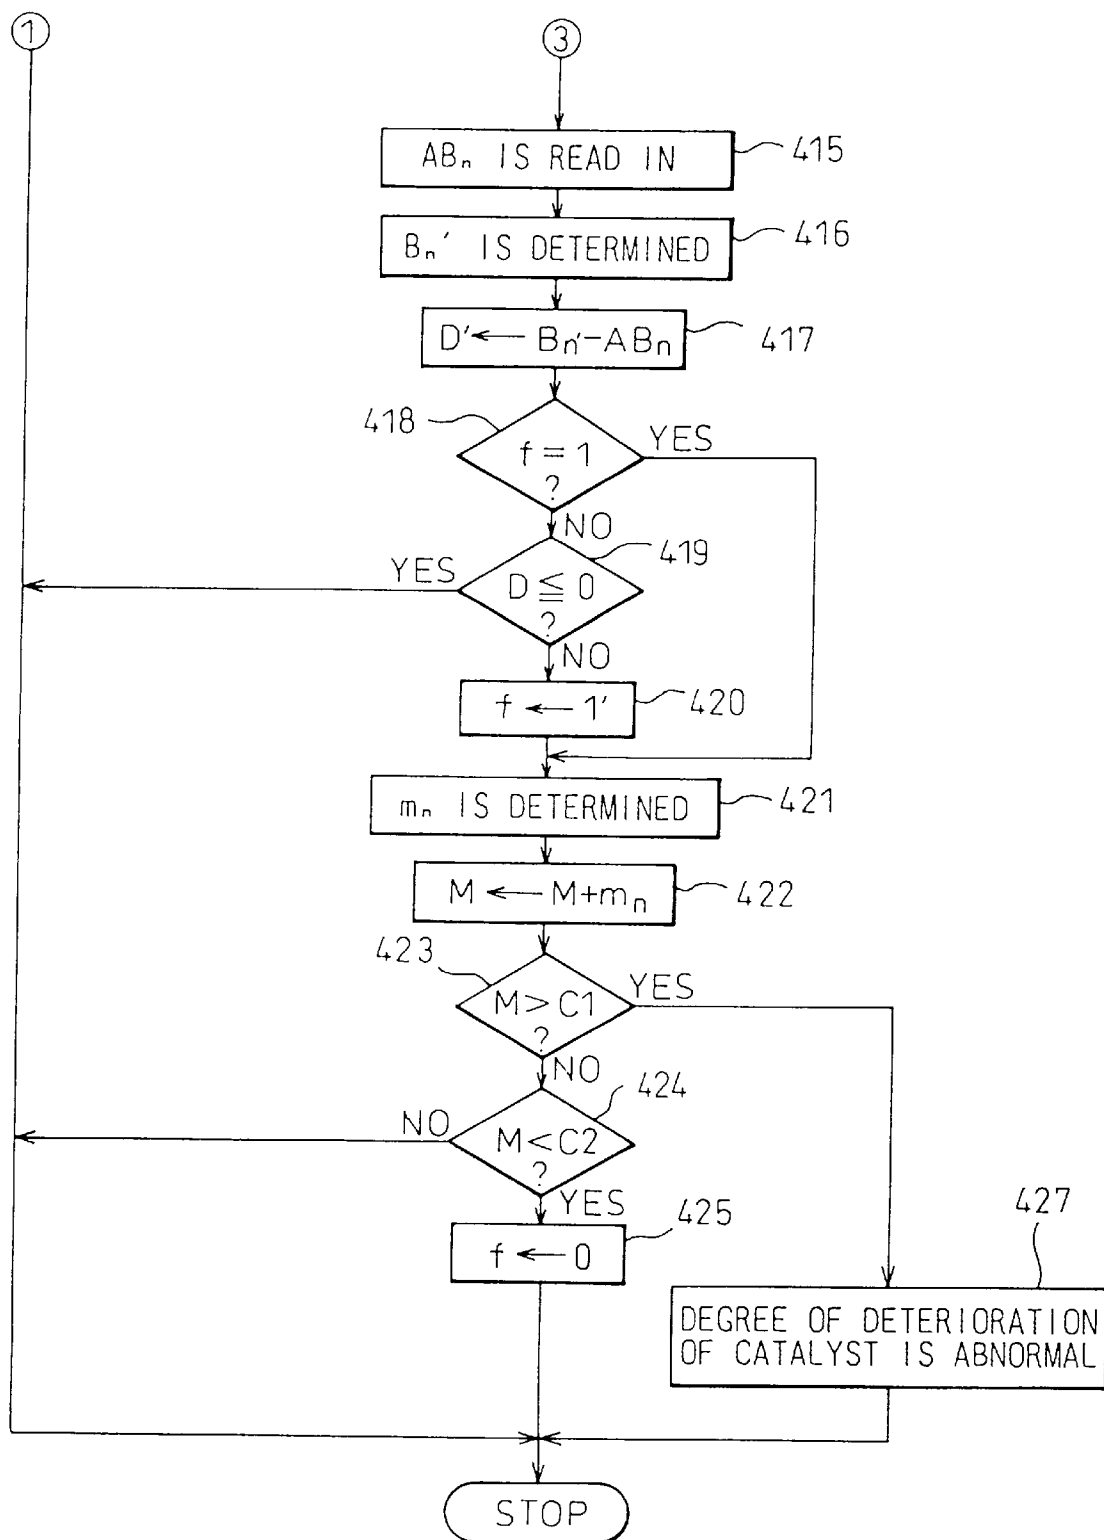 1
3
ABn IS READ IN
415
Bn' IS DETERMINED
416
D' ← Bn'-ABn
417
418
f = 1
?
YES
NO
419
YES
D ≦ 0
?
NO
f ← 1'
420
mn IS DETERMINED
421
M ← M+mn
422
423
M > C1
?
YES
NO
424
NO
M < C2
?
YES
f ← 0
425
427
DEGREE OF DETERIORATION
OF CATALYST IS ABNORMAL
STOP